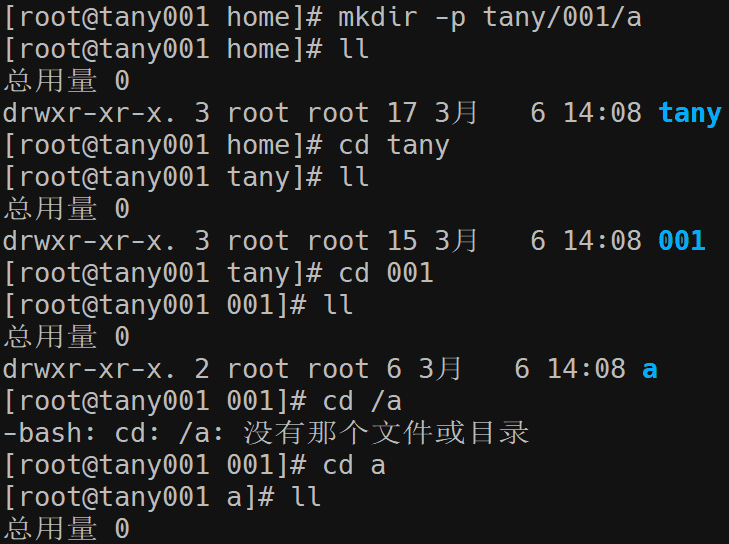 [root@tany001 home]# mkdir -p tany/001/a
[root@tany001 home]# ll
总用量 0
drwxr-xr-x. 3 root root 17 3月   6 14:08 tany
[root@tany001 home]# cd tany
[root@tany001 tany]# ll
总用量 0
drwxr-xr-x. 3 root root 15 3月   6 14:08 001
[root@tany001 tany]# cd 001
[root@tany001 001]# ll
总用量 0
drwxr-xr-x. 2 root root 6 3月   6 14:08 a
[root@tany001 001]# cd /a
-bash: cd: /a: 没有那个文件或目录
[root@tany001 001]# cd a
[root@tany001 a]# ll
总用量 0